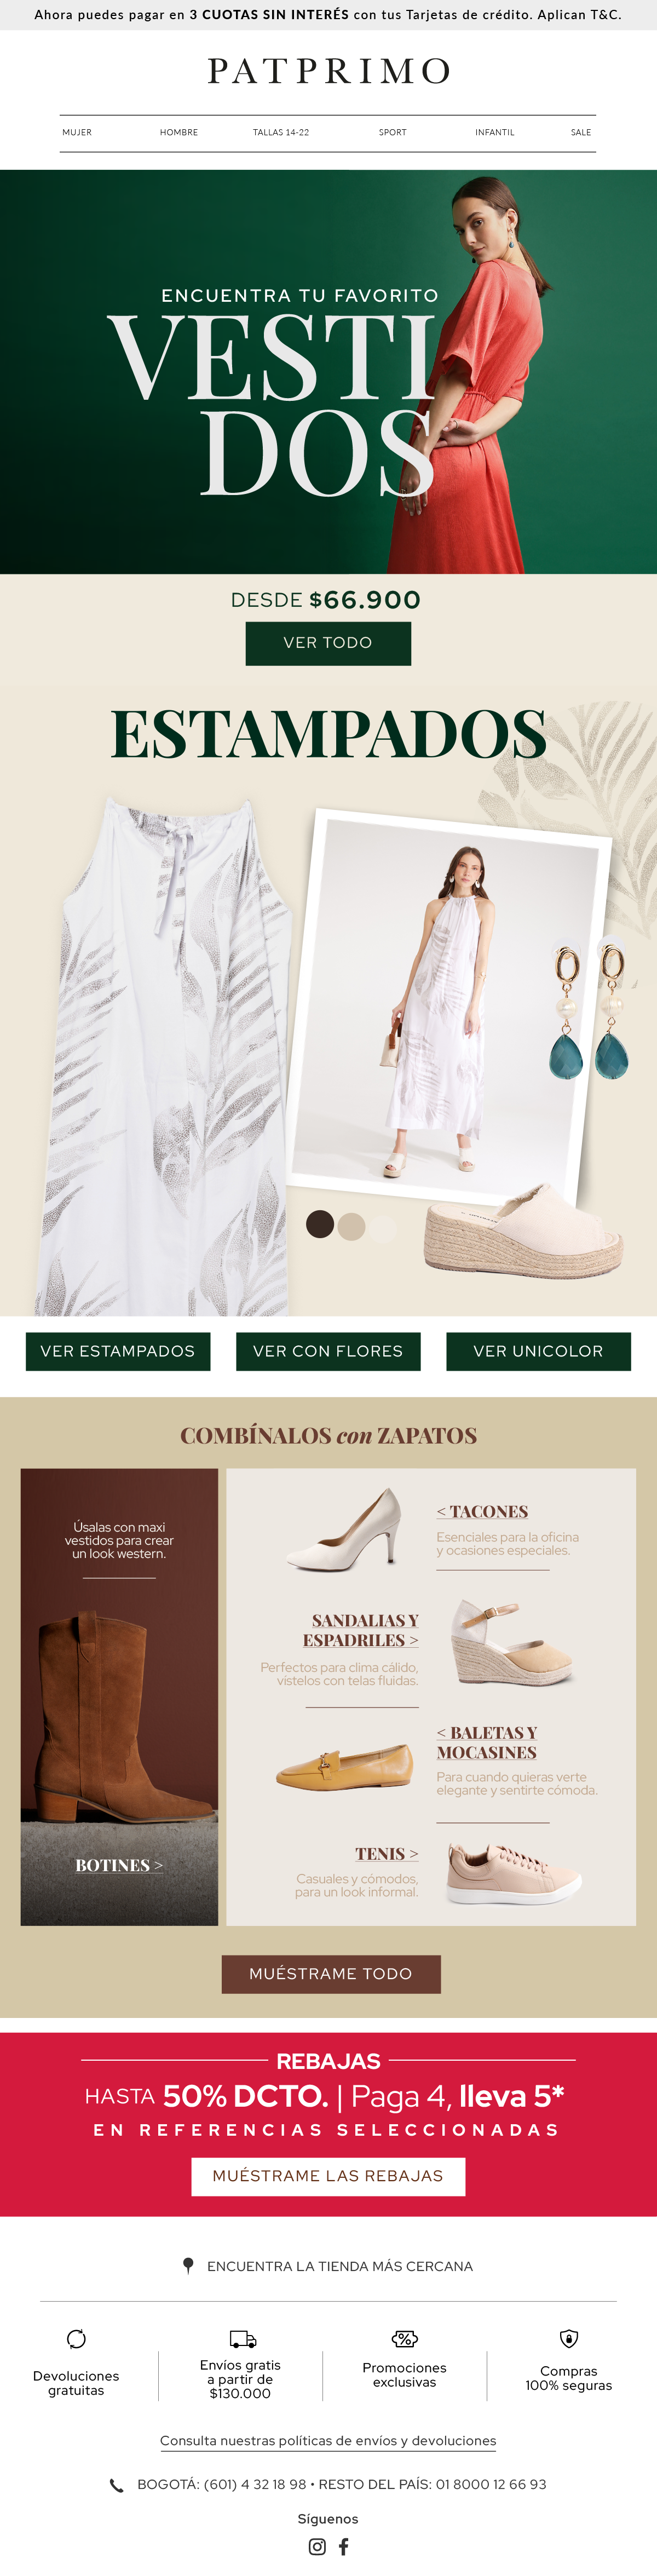 Ahora puedes pagar en 3 CUOTAS SIN INTERÉS con tus Tarjetas de crédito. Aplican T&C.
PATPRIMO
MUJER HOMBRE TALLAS 14-22 SPORT INFANTIL SALE
ENCUENTRA TU FAVORITO
VESTI
DOS
DESDE $66.900
VER TODO
ESTAMPADOS
VER ESTAMPADOS VER CON FLORES VER UNICOLOR
COMBÍNALOS con ZAPATOS
Úsalas con maxi
vestidos para crear
un look western.
BOTINES >
< TACONES
Esenciales para la oficina
y ocasiones especiales.
SANDALIAS Y
ESPADRILES >
Perfectos para clima cálido,
vístelos con telas fluidas.
< BALETAS Y
MOCASINES
Para cuando quieras verte
elegante y sentirte cómoda.
TENIS >
Casuales y cómodos,
para un look informal.
MUÉSTRAME TODO
REBAJAS
HASTA 50% DCTO. | Paga 4, lleva 5*
EN REFERENCIAS SELECCIONADAS
MUÉSTRAME LAS REBAJAS
ENCUENTRA LA TIENDA MÁS CERCANA
Devoluciones
gratuitas
Envíos gratis
a partir de
$130.000
Promociones
exclusivas
Compras
100% seguras
Consulta nuestras políticas de envíos y devoluciones
BOGOTÁ: (601) 4 32 18 98 • RESTO DEL PAÍS: 01 8000 12 66 93
Síguenos